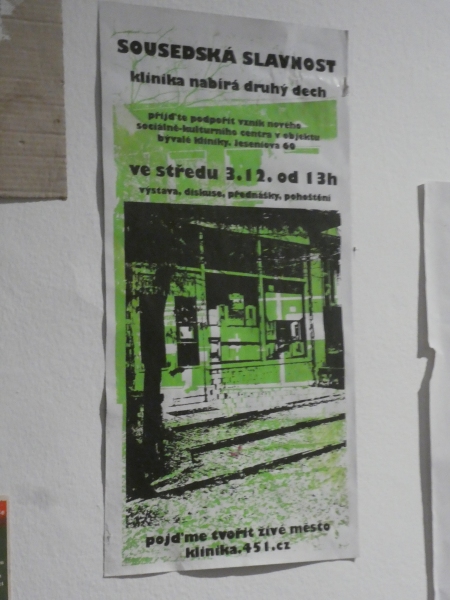 SOUSEDSKÁ SLAVNOST
klinika nabírá druhý dech
přijďte podpořit vznik nového
sociálně-kulturního centra v objektu
bývalé kliniky, Jeseniova 60
ve středu 3.12. od 13h
výstava, diskuse, přednášky, pohoštění
pojďme tvořit živé město
klinika.451.cz